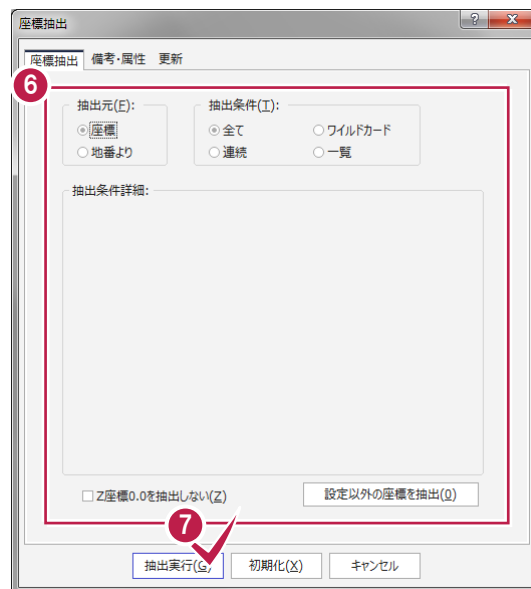 座標抽出
? X
座標抽出 備考・属性 更新
6
抽出元(E): 抽出条件(T):
座標 全て ワイルドカード
地番より 連続 一覧
抽出条件詳細:
Z座標0.0を抽出しない(Z) 設定以外の座標を抽出(O)
7
抽出実行(G) 初期化(X) キャンセル